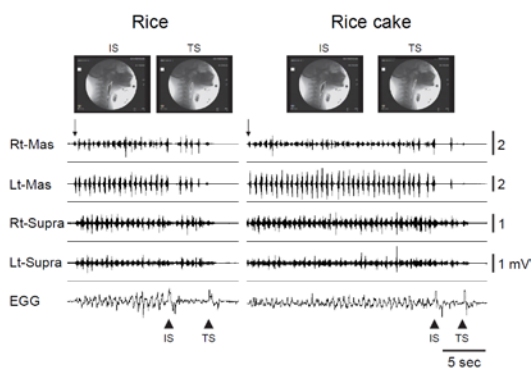 Rice Rice cake
IS TS IS TS
Rt-Mas 2
Lt-Mas 2
Rt-Supra 1
Lt-Supra 1 mV
EGG
IS TS IS TS
5 sec